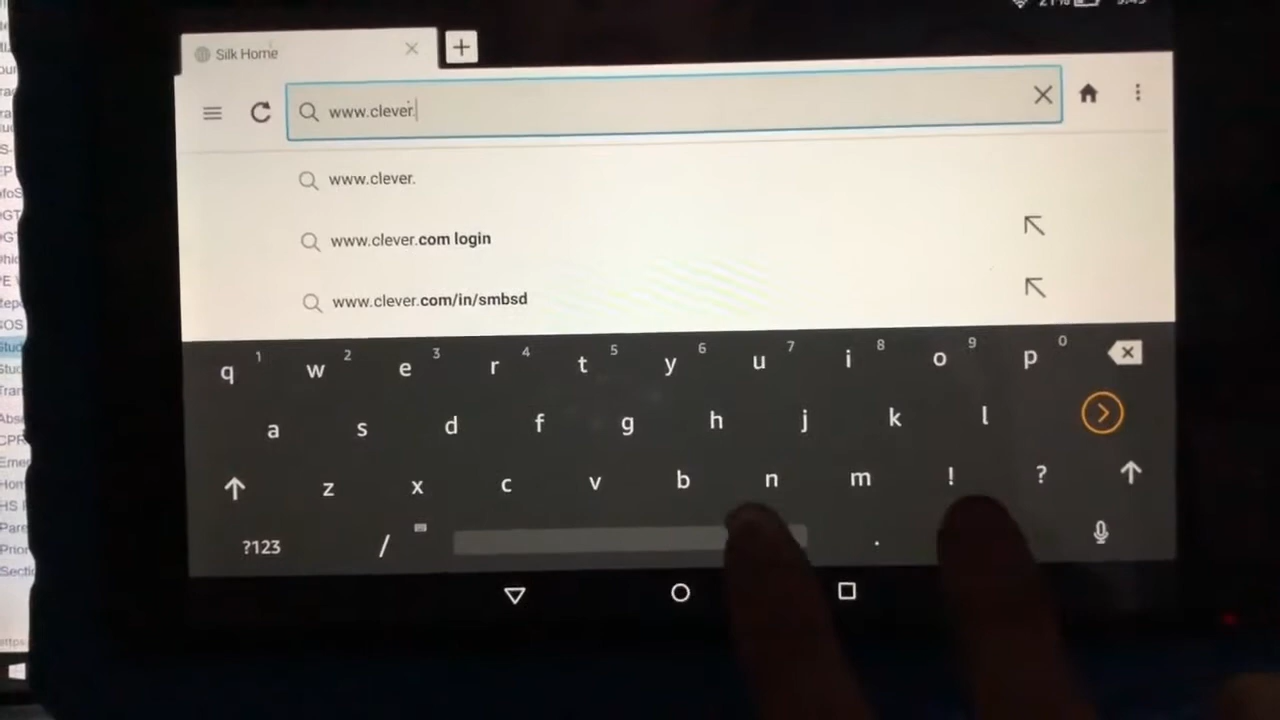 21%
Silk Home
www.clever.
www.clever.
www.clever.com login
www.clever.com/in/smbsd
q 1 w 2 e 3 r 4 t 5 y 6 u 7 i 8 o 9 p 0
a s d f g h j k l
z x c v b n m ! ?
?123 / .